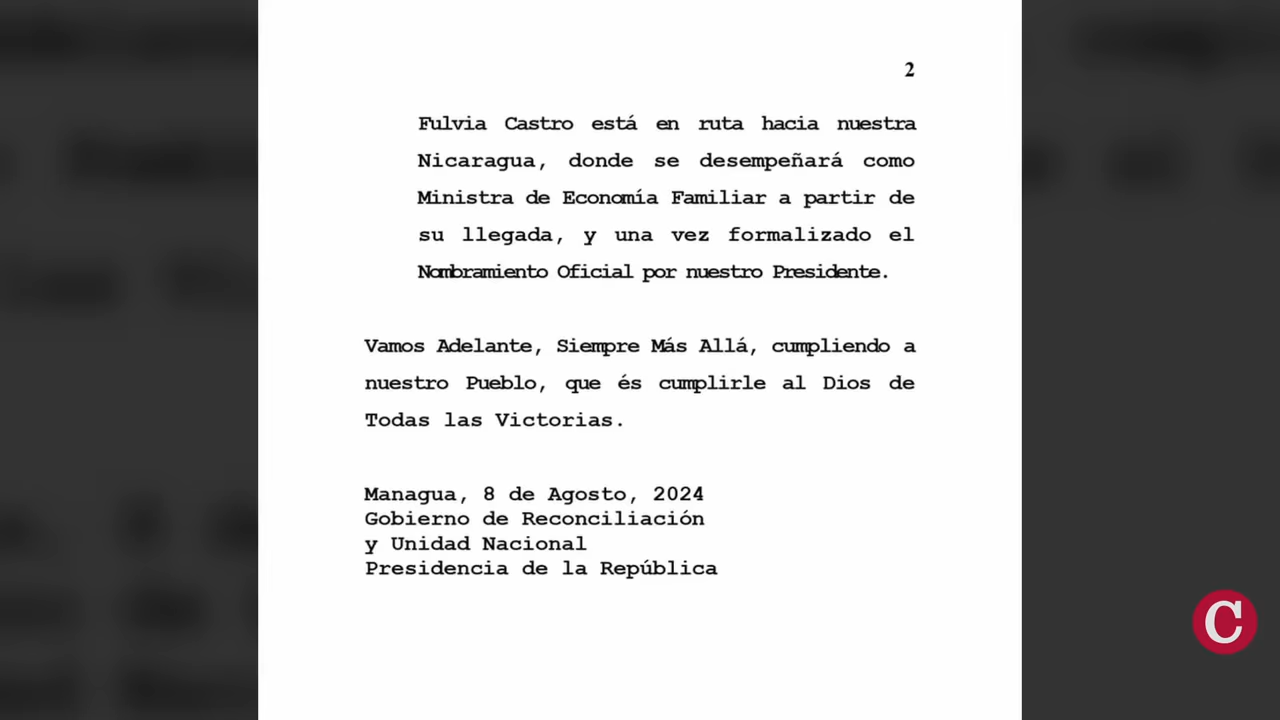 2
Fulvia Castro está en ruta hacia nuestra
Nicaragua, donde se desempeñará como
Ministra de Economía Familiar a partir de
su llegada, y una vez formalizado el
Nombramiento Oficial por nuestro Presidente.
Vamos Adelante, Siempre Más Allá, cumpliendo a
nuestro Pueblo, que és cumplirle al Dios de
Todas las Victorias.
Managua, 8 de Agosto, 2024
Gobierno de Reconciliación
y Unidad Nacional
Presidencia de la República
C